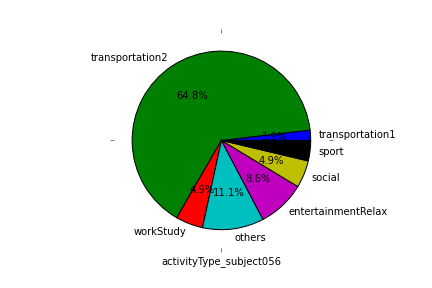 transportation2
64.8%
transportation1
sport
4.9%
social
8.6%
entertainmentRelax
4.9%
11.1%
workStudy
others
activityType_subject056